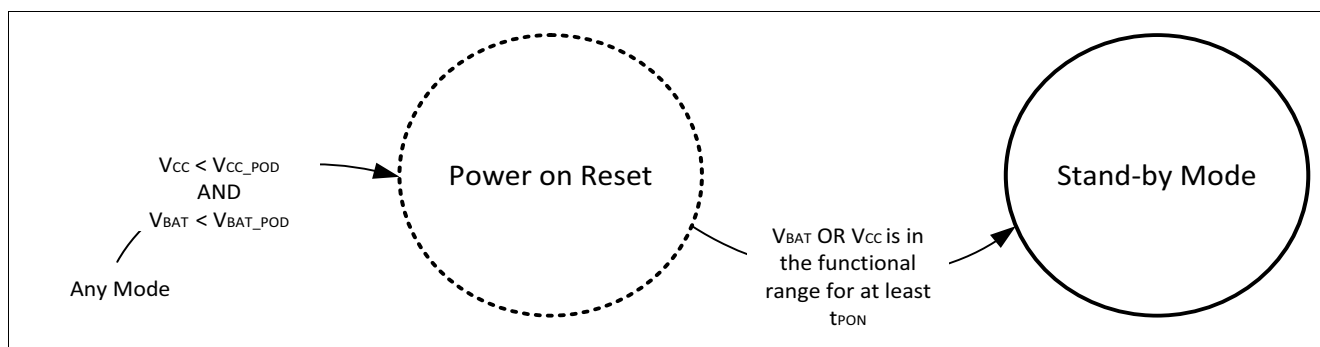 VCC < VCC_POD
AND
VBAT < VBAT_POD
Any Mode
Power on Reset
VBAT OR VCC is in
the functional
range for at least
tPON
Stand-by Mode